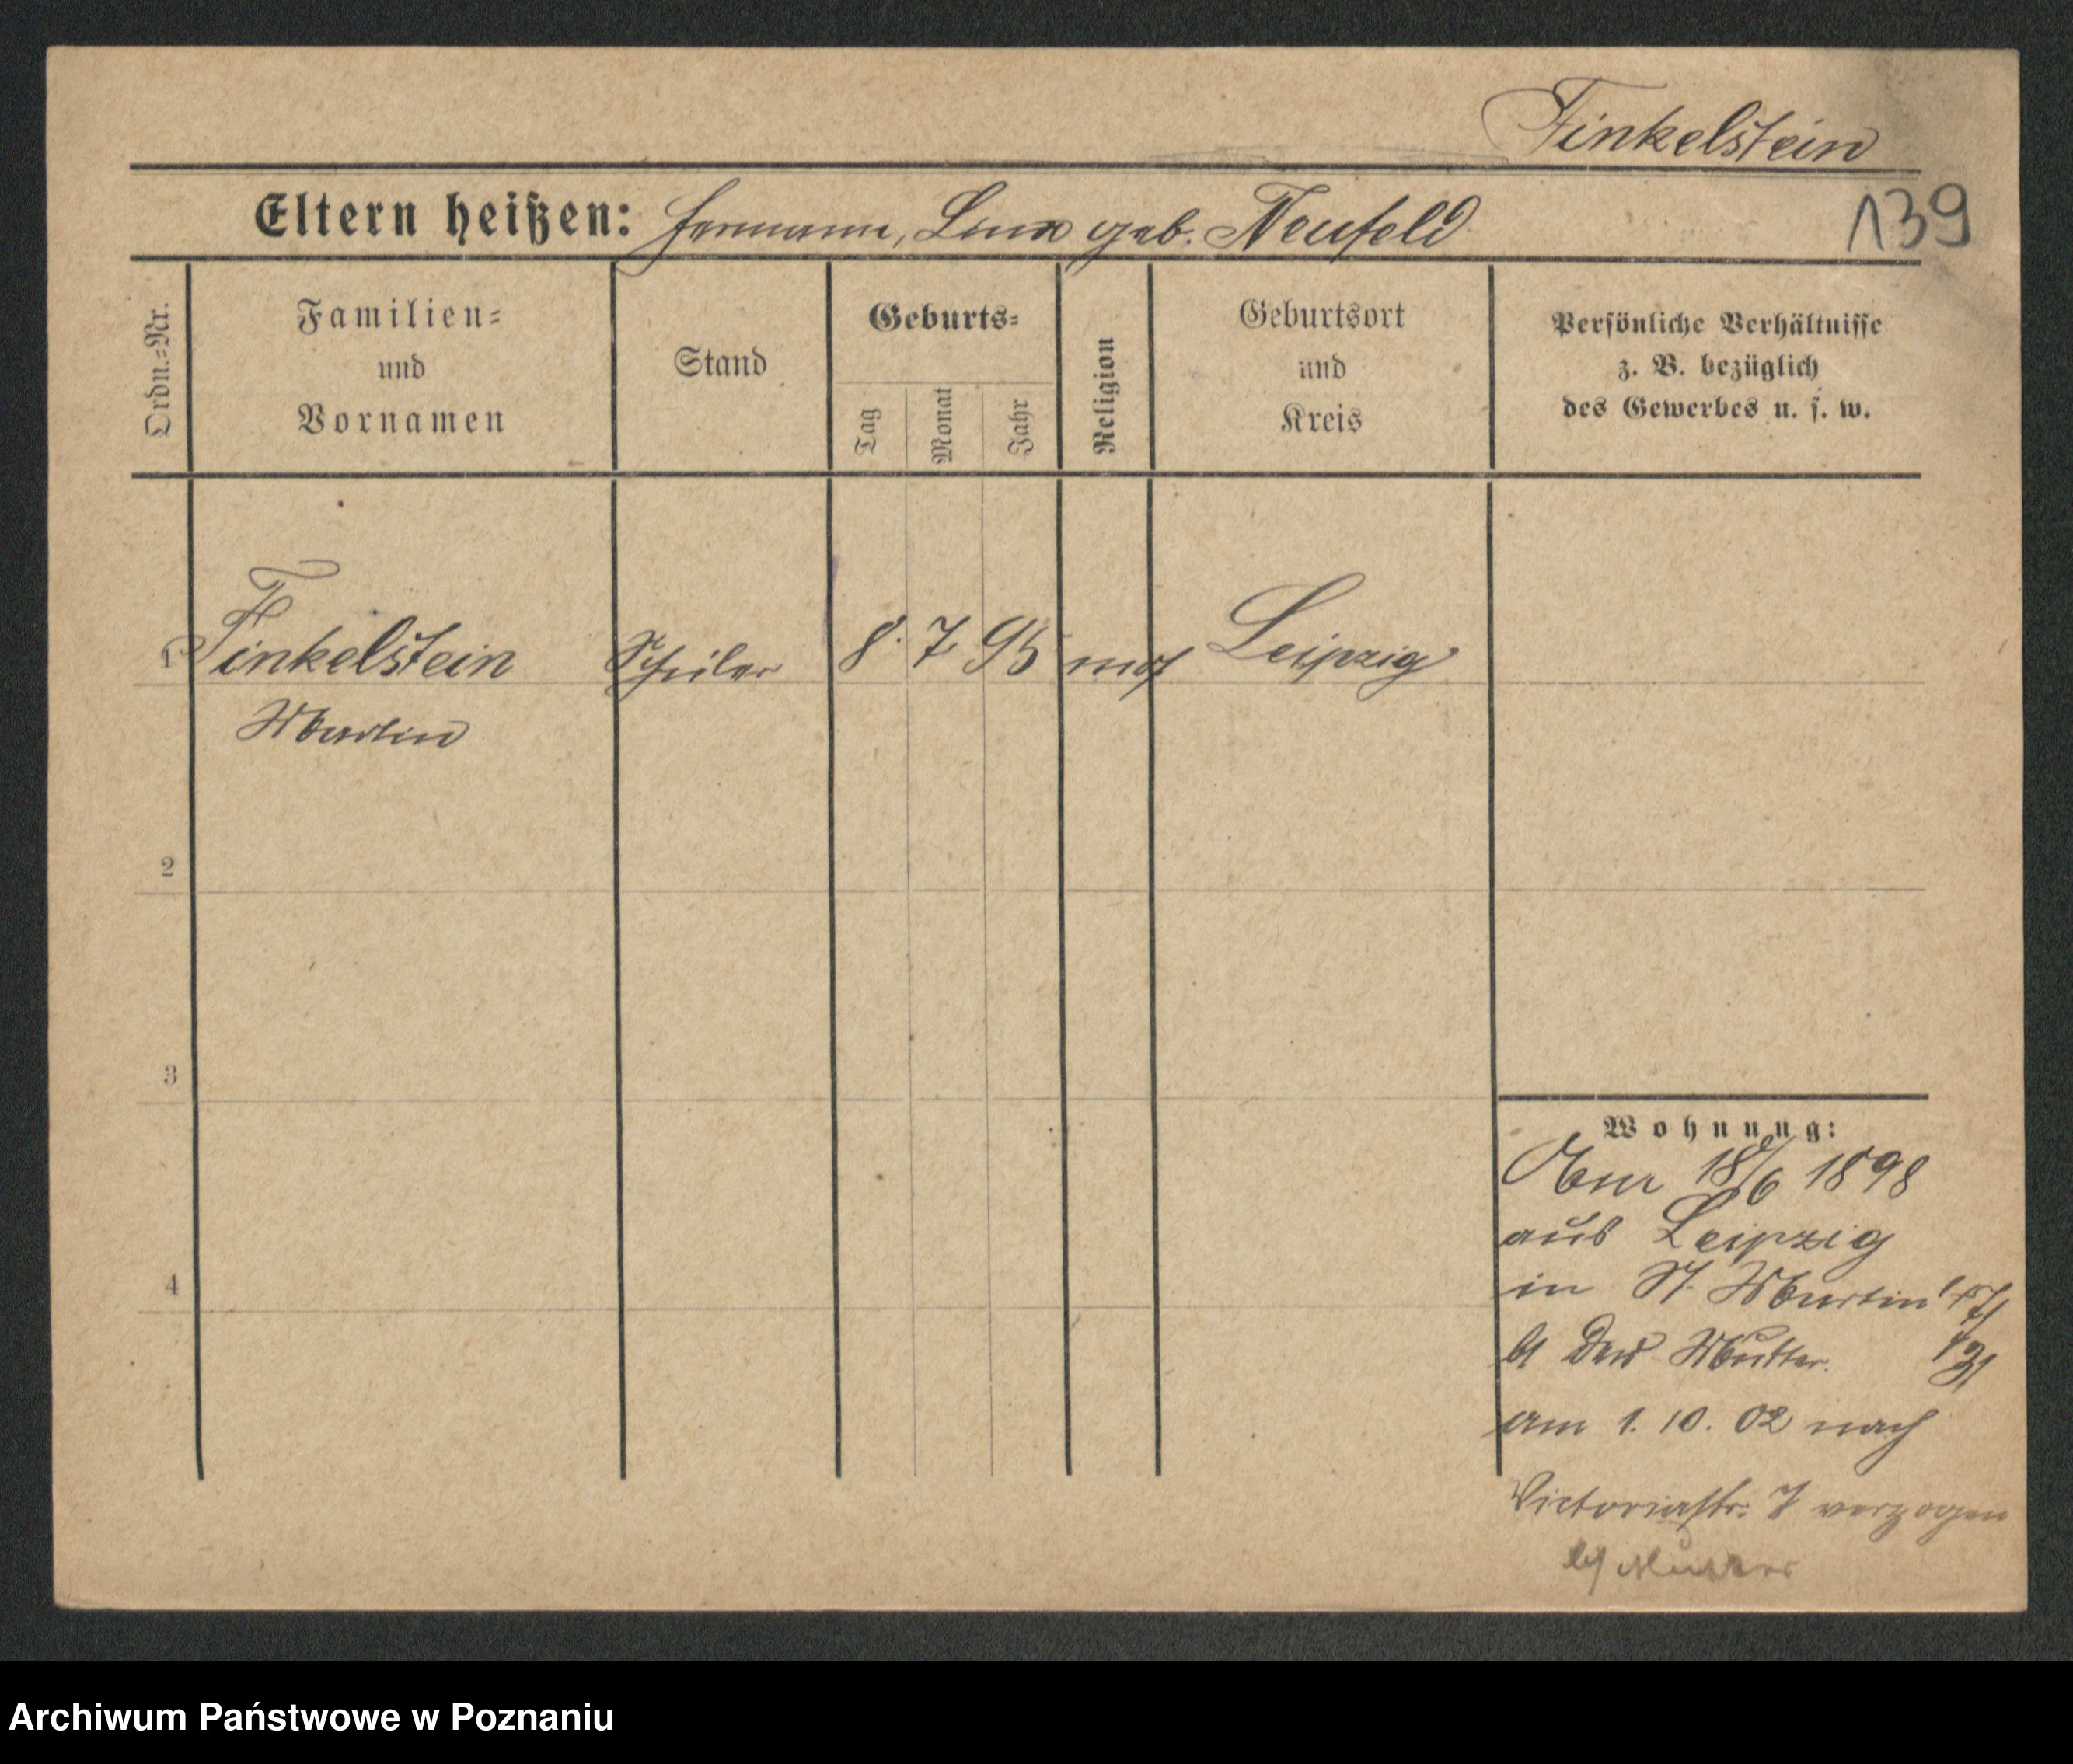 Finkelstein
139
Eltern heißen: Hermann, Lina geb. Neufeld
Ordn.=Nr.
Familien=
und
Vornamen
Stand
Geburts=
Tag
Monat
Jahr
Religion
Geburtsort
und
Kreis
Persönliche Verhältnisse
z. B. bezüglich
des Gewerbes u. s. w.
1 Finkelstein Schüler 8. 7 95 mos Leipzig
Martin
2
3
4
Wohnung:
Am 18/6 1898
aus Leipzig
in St. Martin
bei der Mutter.
am 1. 10. 02 nach
Victoriastr. 7 verzogen
bei Mutter
Archiwum Państwowe w Poznaniu